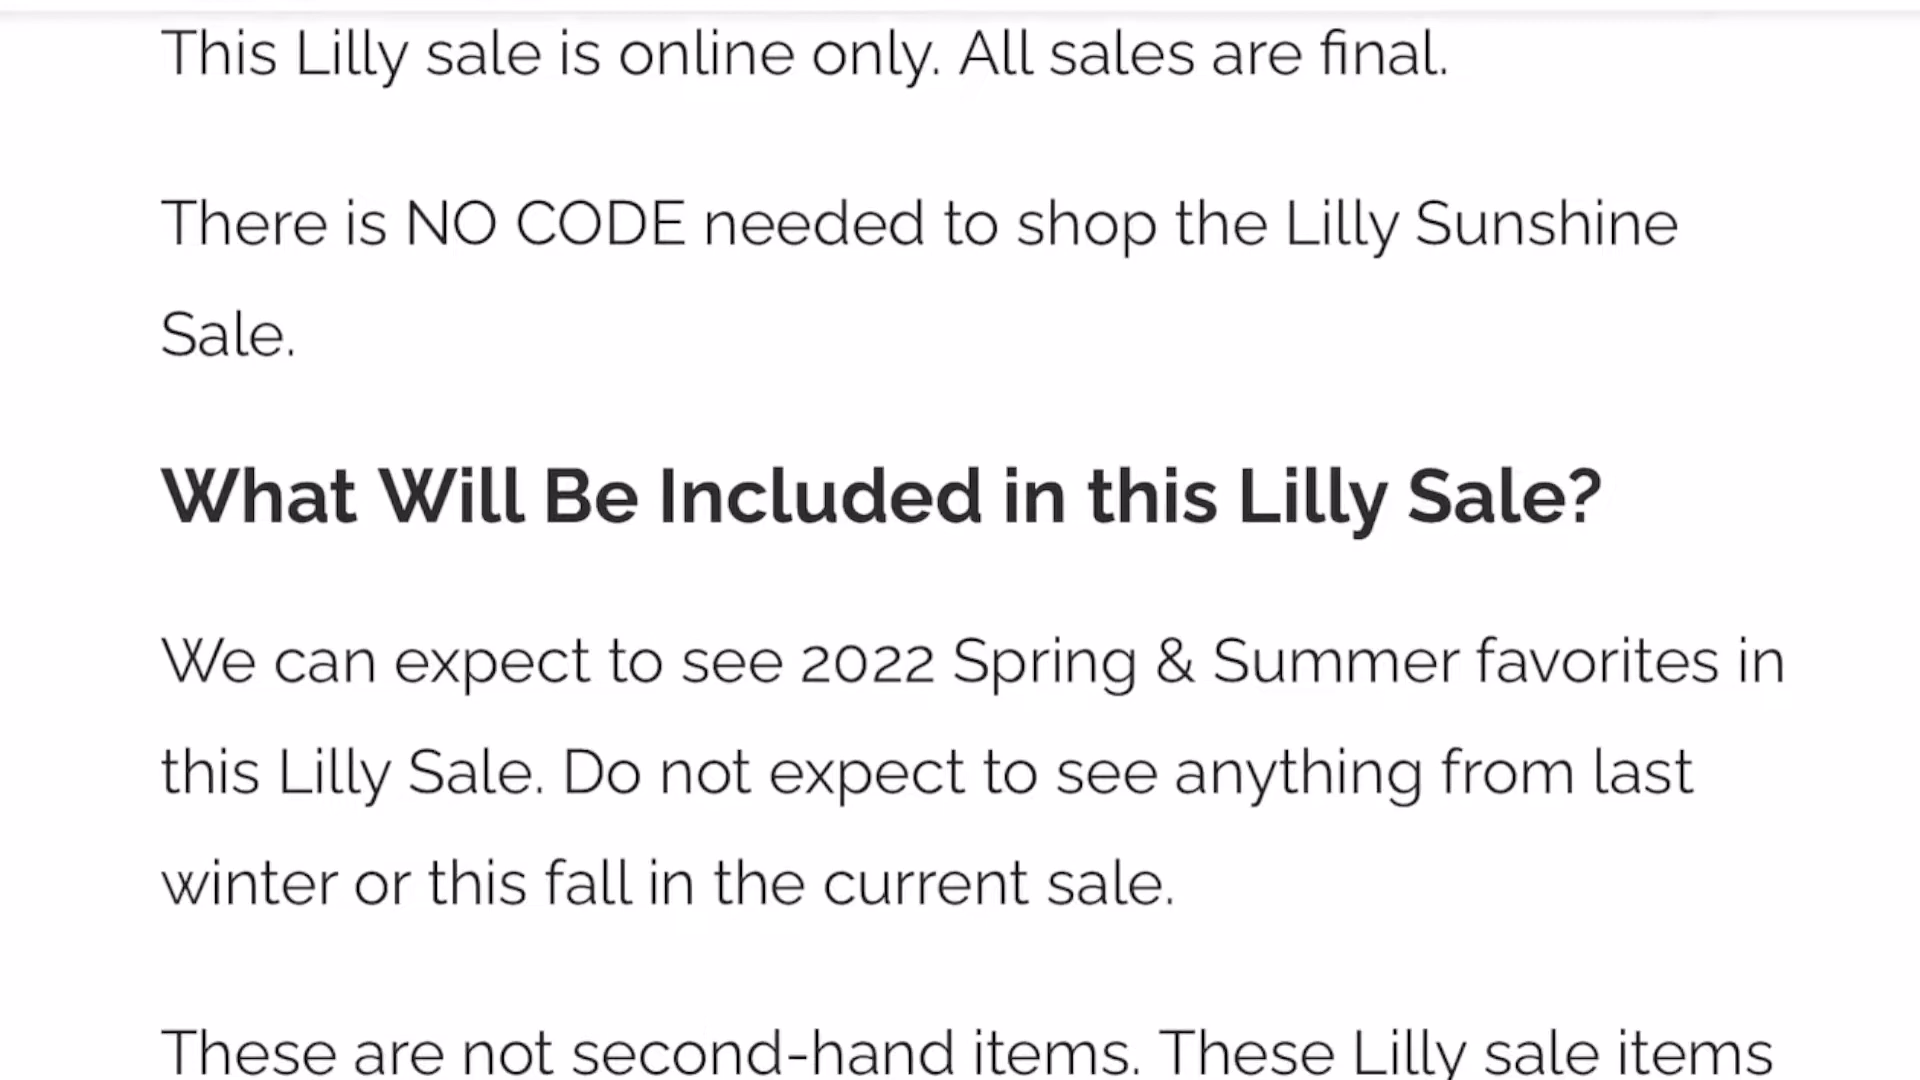 This Lilly sale is online only. All sales are final.
There is NO CODE needed to shop the Lilly Sunshine
Sale.
What Will Be Included in this Lilly Sale?
We can expect to see 2022 Spring & Summer favorites in
this Lilly Sale. Do not expect to see anything from last
winter or this fall in the current sale.
These are not second-hand items. These Lilly sale items